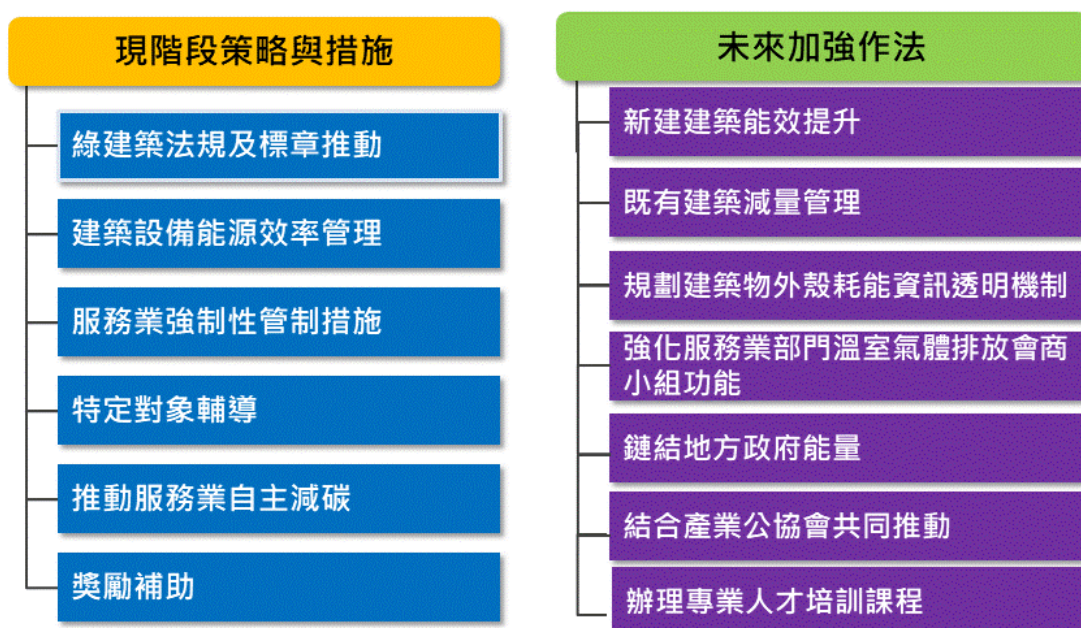 現階段策略與措施
綠建築法規及標章推動
建築設備能源效率管理
服務業強制性管制措施
特定對象輔導
推動服務業自主減碳
獎勵補助
未來加強作法
新建建築能效提升
既有建築減量管理
規劃建築物外殼耗能資訊透明機制
強化服務業部門溫室氣體排放會商
小組功能
鏈結地方政府能量
結合產業公協會共同推動
辦理專業人才培訓課程